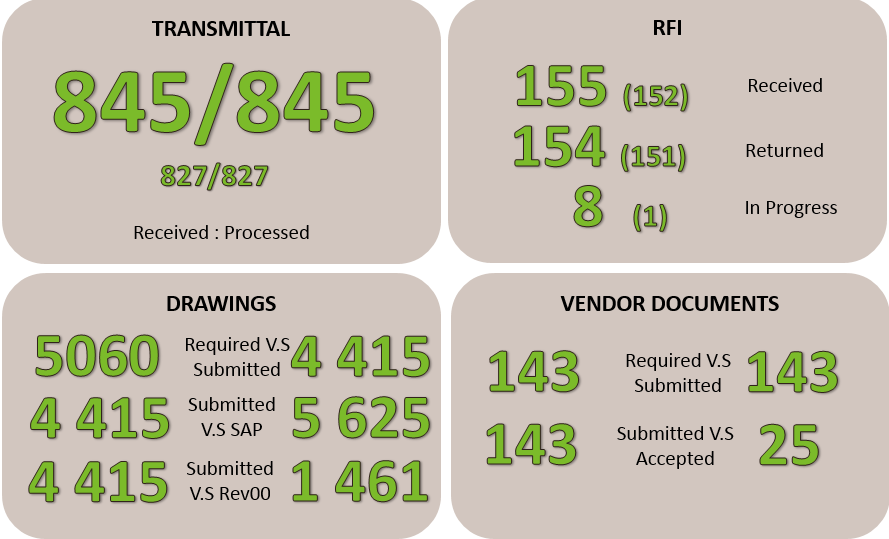 TRANSMITTAL
845/845
827/827
Received : Processed
RFI
155 (152) Received
154 (151) Returned
8 (1) In Progress
DRAWINGS
5060 Required V.S Submitted 4 415
4 415 Submitted V.S SAP 5 625
4 415 Submitted V.S Rev00 1 461
VENDOR DOCUMENTS
143 Required V.S Submitted 143
143 Submitted V.S Accepted 25